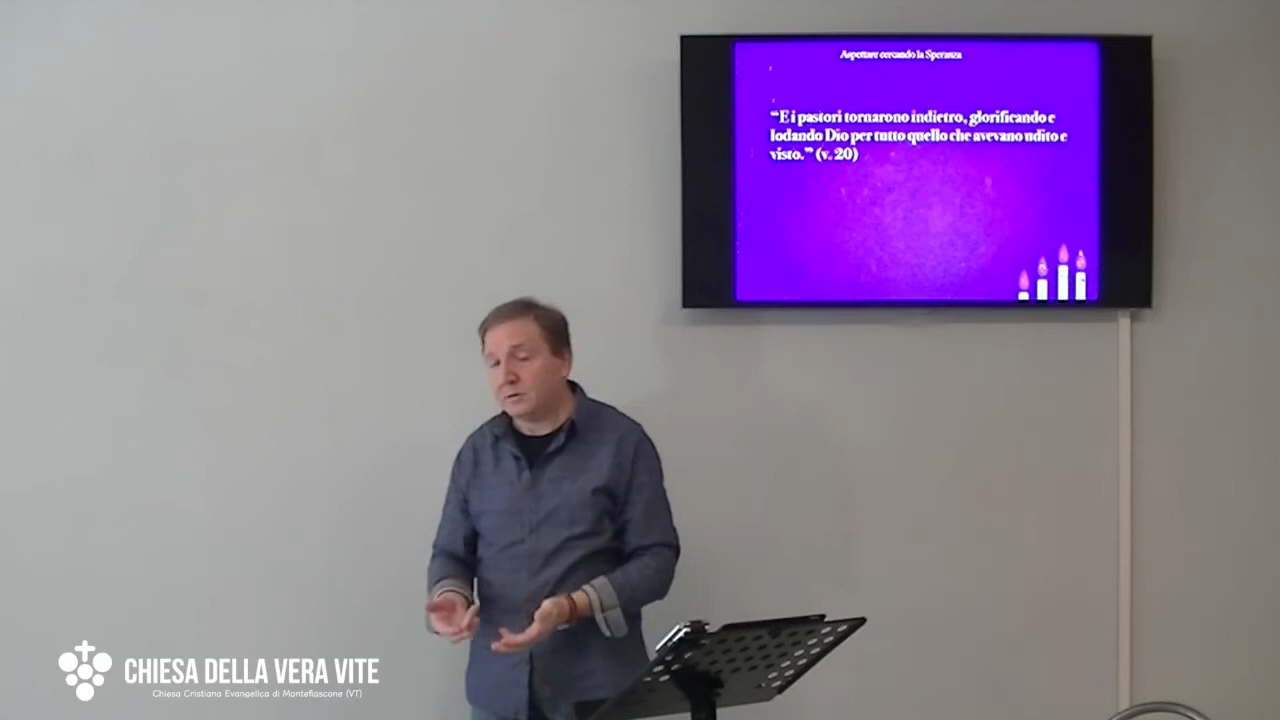 Aspettare cercando la Speranza
“E i pastori tornarono indietro, glorificando e
lodando Dio per tutto quello che avevano udito e
visto.” (v. 20)
CHIESA DELLA VERA VITE
Chiesa Cristiana Evangelica di Montefiascone (VT)